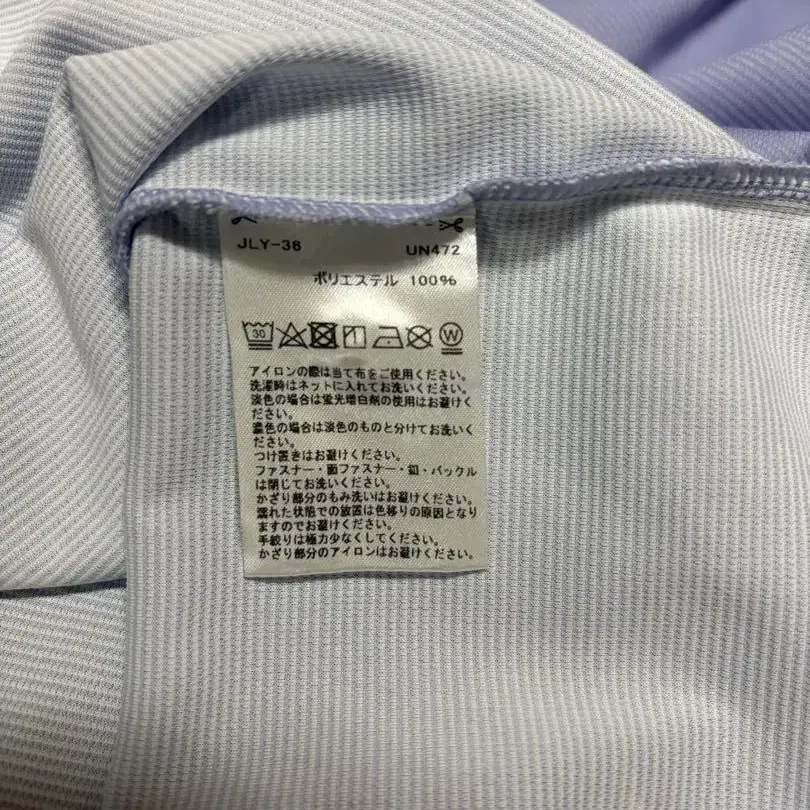 JLY-38 UN472
ポリエステル 100%
30 W
アイロンの際は当て布をご使用ください。
洗濯時はネットに入れてお洗いください。
淡色の場合は蛍光増白剤の使用はお避けく
ださい。
濃色の場合は淡色のものと分けてお洗いく
ださい。
つけ置きはお避けください。
ファスナー・面ファスナー・釦・バックル
は閉じてお洗いください。
かざり部分のもみ洗いはお避けください。
濡れた状態での放置は色移りの原因となり
ますのでお避けください。
手絞りは極力少なくしてください。
かざり部分のアイロンはお避けください。